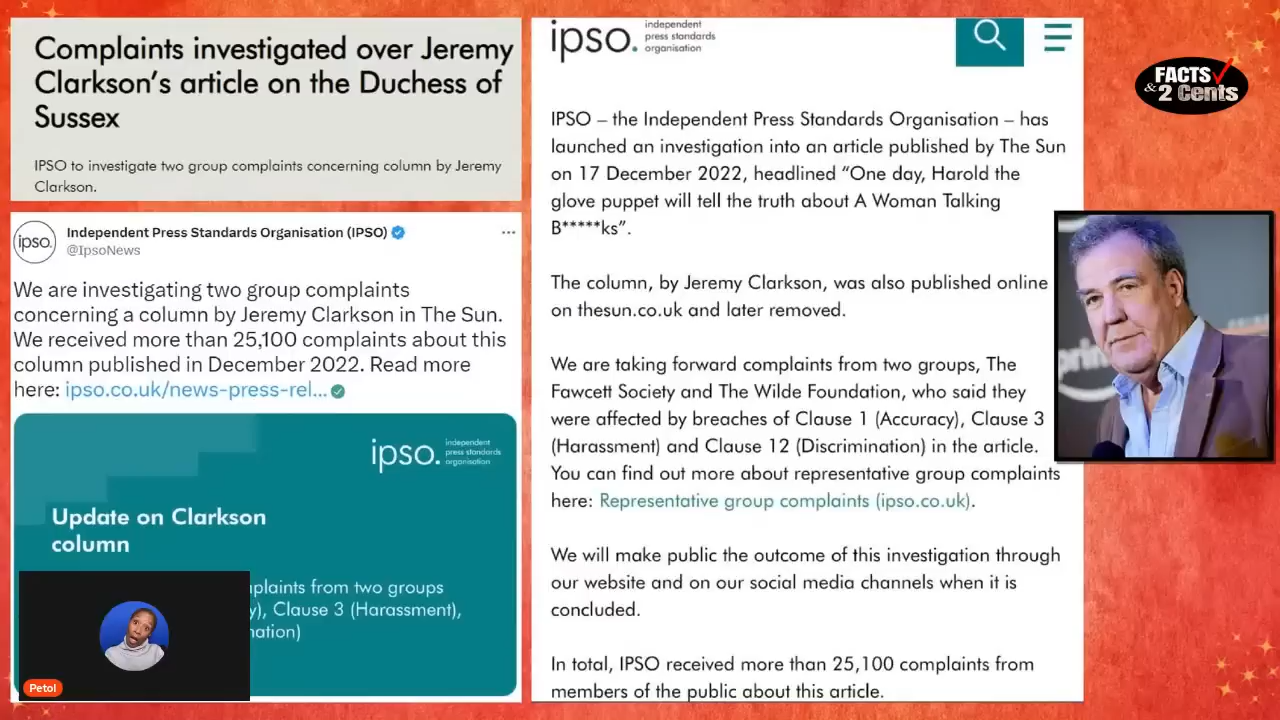 Complaints investigated over Jeremy
Clarkson's article on the Duchess of
Sussex
IPSO to investigate two group complaints concerning column by Jeremy
Clarkson.
ipso.
Independent Press Standards Organisation (IPSO)
@IpsoNews
We are investigating two group complaints
concerning a column by Jeremy Clarkson in The Sun.
We received more than 25,100 complaints about this
column published in December 2022. Read more
here: ipso.co.uk/news-press-rel...
ipso. independent
press standards
organisation
Update on Clarkson
column
plaints from two groups
y), Clause 3 (Harassment),
nation)
Petol
ipso. independent
press standards
organisation
IPSO – the Independent Press Standards Organisation – has
launched an investigation into an article published by The Sun
on 17 December 2022, headlined “One day, Harold the
glove puppet will tell the truth about A Woman Talking
B*****ks”.
The column, by Jeremy Clarkson, was also published online
on thesun.co.uk and later removed.
We are taking forward complaints from two groups, The
Fawcett Society and The Wilde Foundation, who said they
were affected by breaches of Clause 1 (Accuracy), Clause 3
(Harassment) and Clause 12 (Discrimination) in the article.
You can find out more about representative group complaints
here: Representative group complaints (ipso.co.uk).
We will make public the outcome of this investigation through
our website and on our social media channels when it is
concluded.
In total, IPSO received more than 25,100 complaints from
members of the public about this article.
FACTS
& 2 Cents